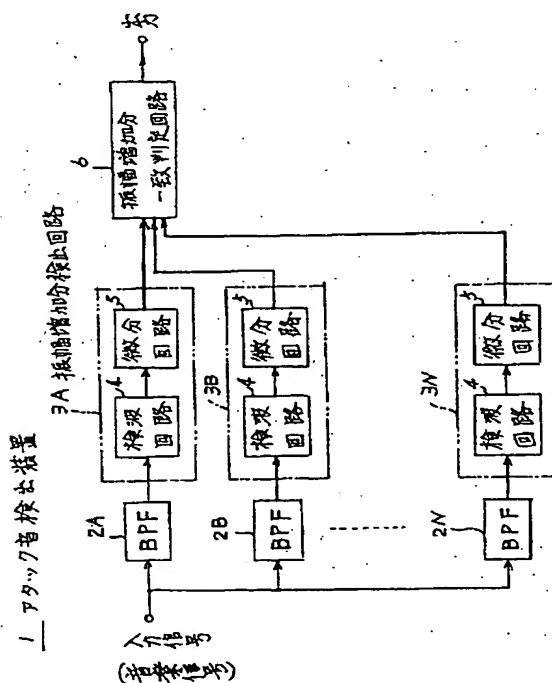 1 アタック音検出装置
入力信号
(音楽信号)
2A
BPF
3A 振幅増加分検出回路
4
検波
回路
5
微分
回路
2B
BPF
3B
4
検波
回路
5
微分
回路
2N
BPF
3N
4
検波
回路
5
微分
回路
6
振幅増加分
一致判定回路
出力